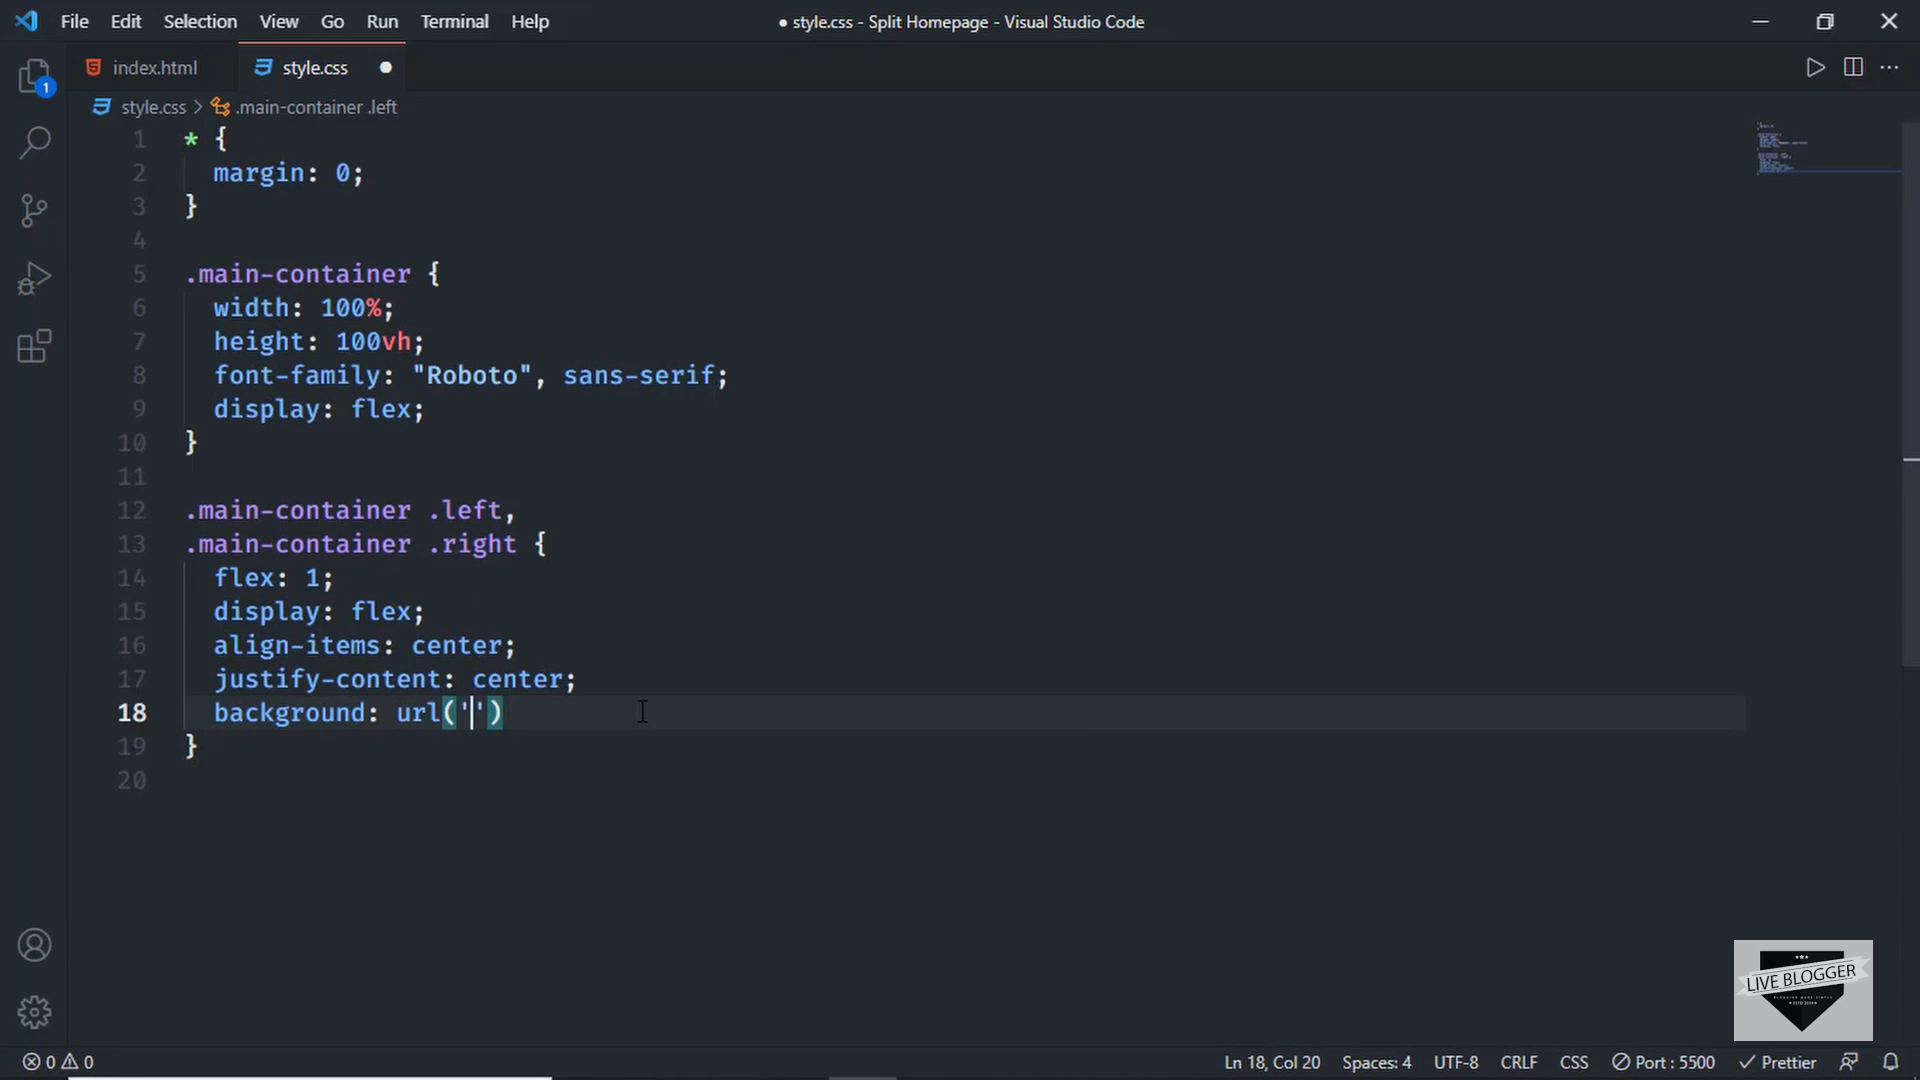 File Edit Selection View Go Run Terminal Help ● style.css - Split Homepage - Visual Studio Code
index.html style.css
1
style.css > .main-container .left
1 * {
2 margin: 0;
3 }
4
5 .main-container {
6 width: 100%;
7 height: 100vh;
8 font-family: "Roboto", sans-serif;
9 display: flex;
10 }
11
12 .main-container .left,
13 .main-container .right {
14 flex: 1;
15 display: flex;
16 align-items: center;
17 justify-content: center;
18 background: url('')
19 }
20
LIVE BLOGGER
0 0 Ln 18, Col 20 Spaces: 4 UTF-8 CRLF CSS Port : 5500 Prettier